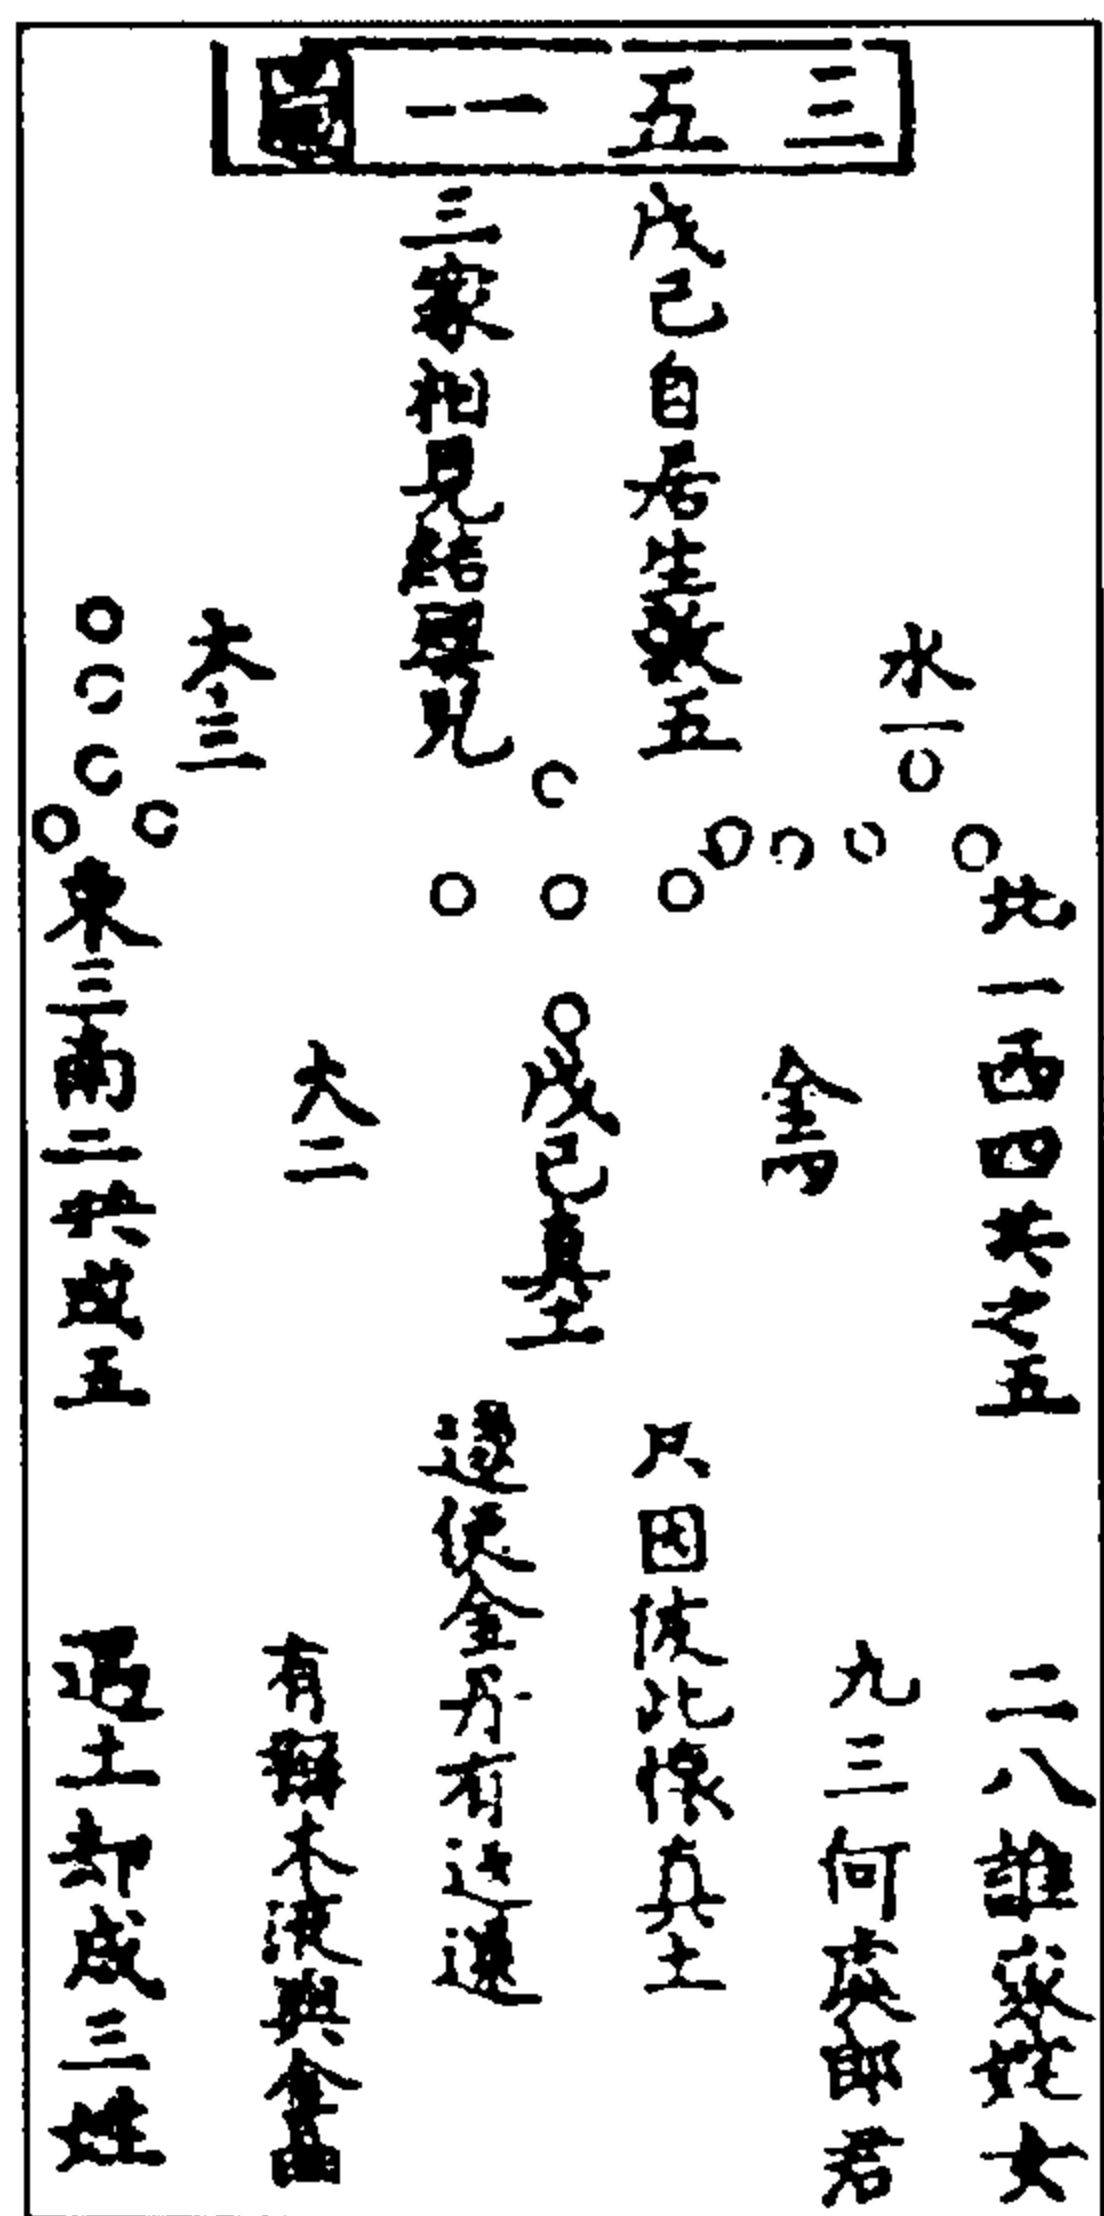 三五一圖
戊己自居生數五
三家相見結嬰兒
水一
木三
北一西四共之五
東三南二共成五
金四
戊己真土
火二
二八誰家姹女
九三何處郎君
只因彼此懷真土
遂使金丹有返還
自稱木液與金
遇土却成三姓